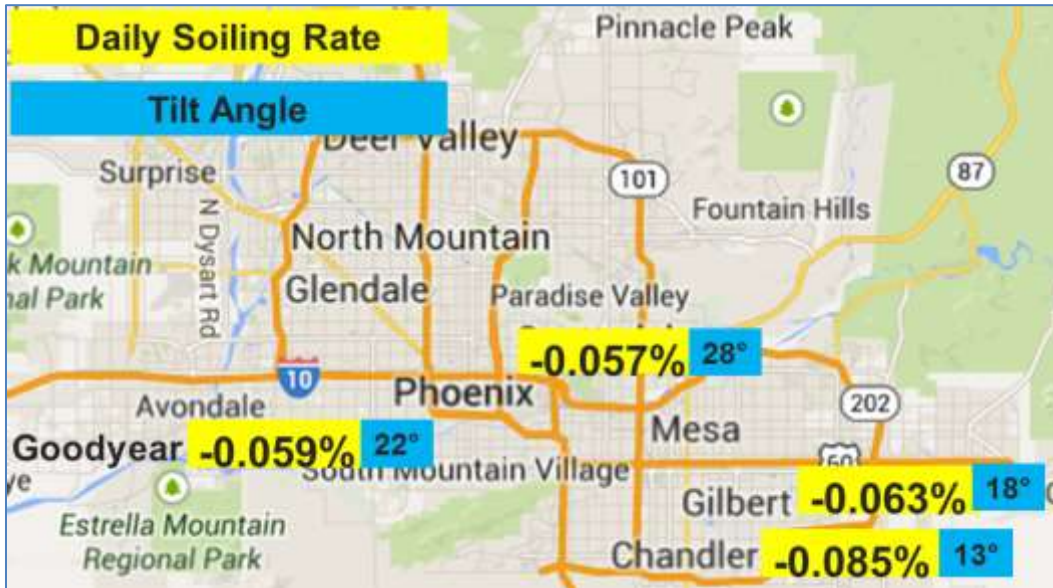 Daily Soiling Rate
Pinnacle Peak
Tilt Angle
Deer Valley
Surprise
101
87
N Dysart Rd
Fountain Hills
North Mountain
Mountain
Glendale
Paradise Valley
nal Park
-0.057% 28°
10
Phoenix
Avondale
202
Mesa
Goodyear -0.059% 22°
South Mountain Village
60
ye
Gilbert -0.063% 18°
Estrella Mountain
Regional Park
Chandler -0.085% 13°